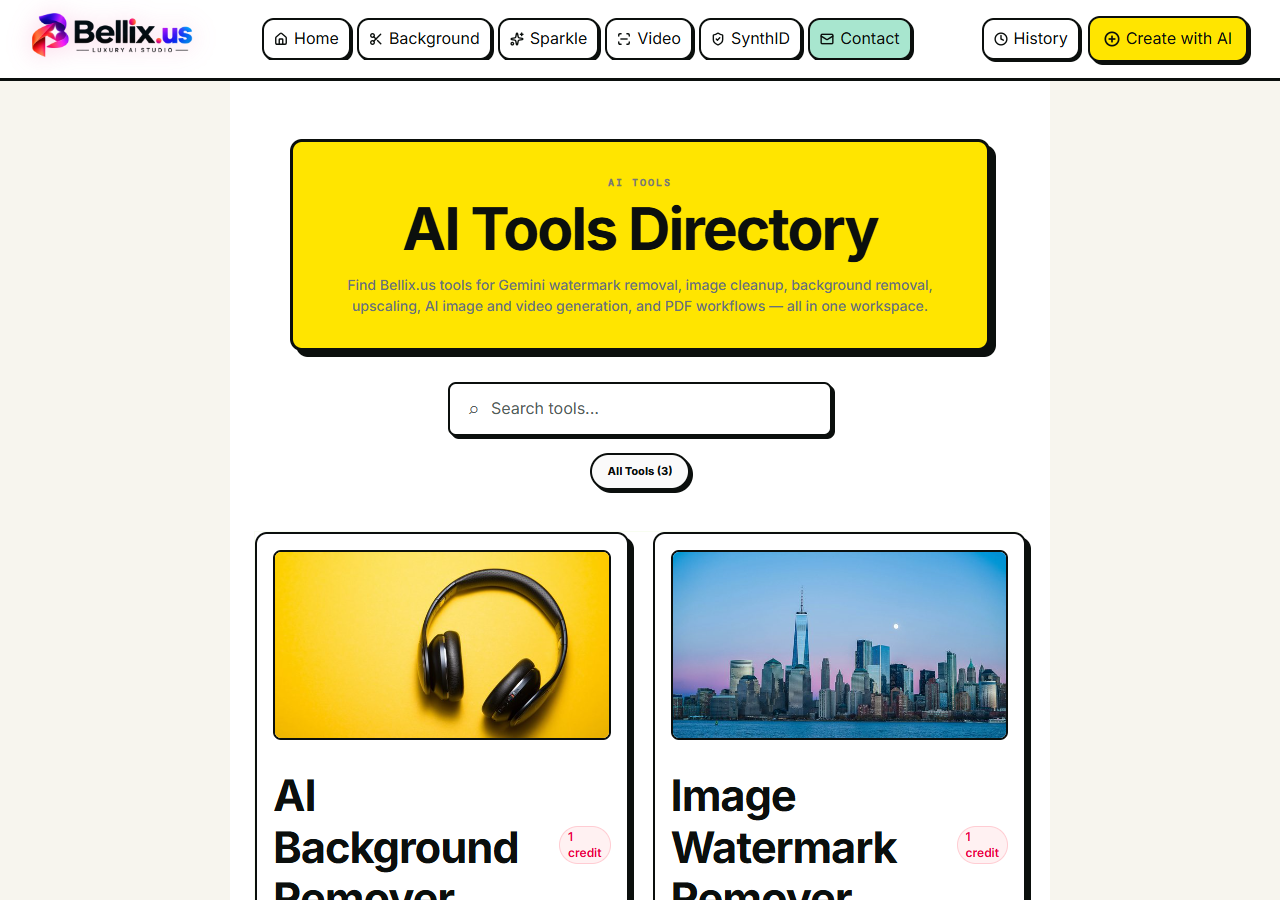 Bellix.us
LUXURY AI STUDIO
Home
Background
Sparkle
Video
SynthID
Contact
History
Create with AI
AI TOOLS
AI Tools Directory
Find Bellix.us tools for Gemini watermark removal, image cleanup, background removal,
upscaling, AI image and video generation, and PDF workflows — all in one workspace.
Search tools...
All Tools (3)
AI
Background
Remover
1
credit
Image
Watermark
Remover
1
credit